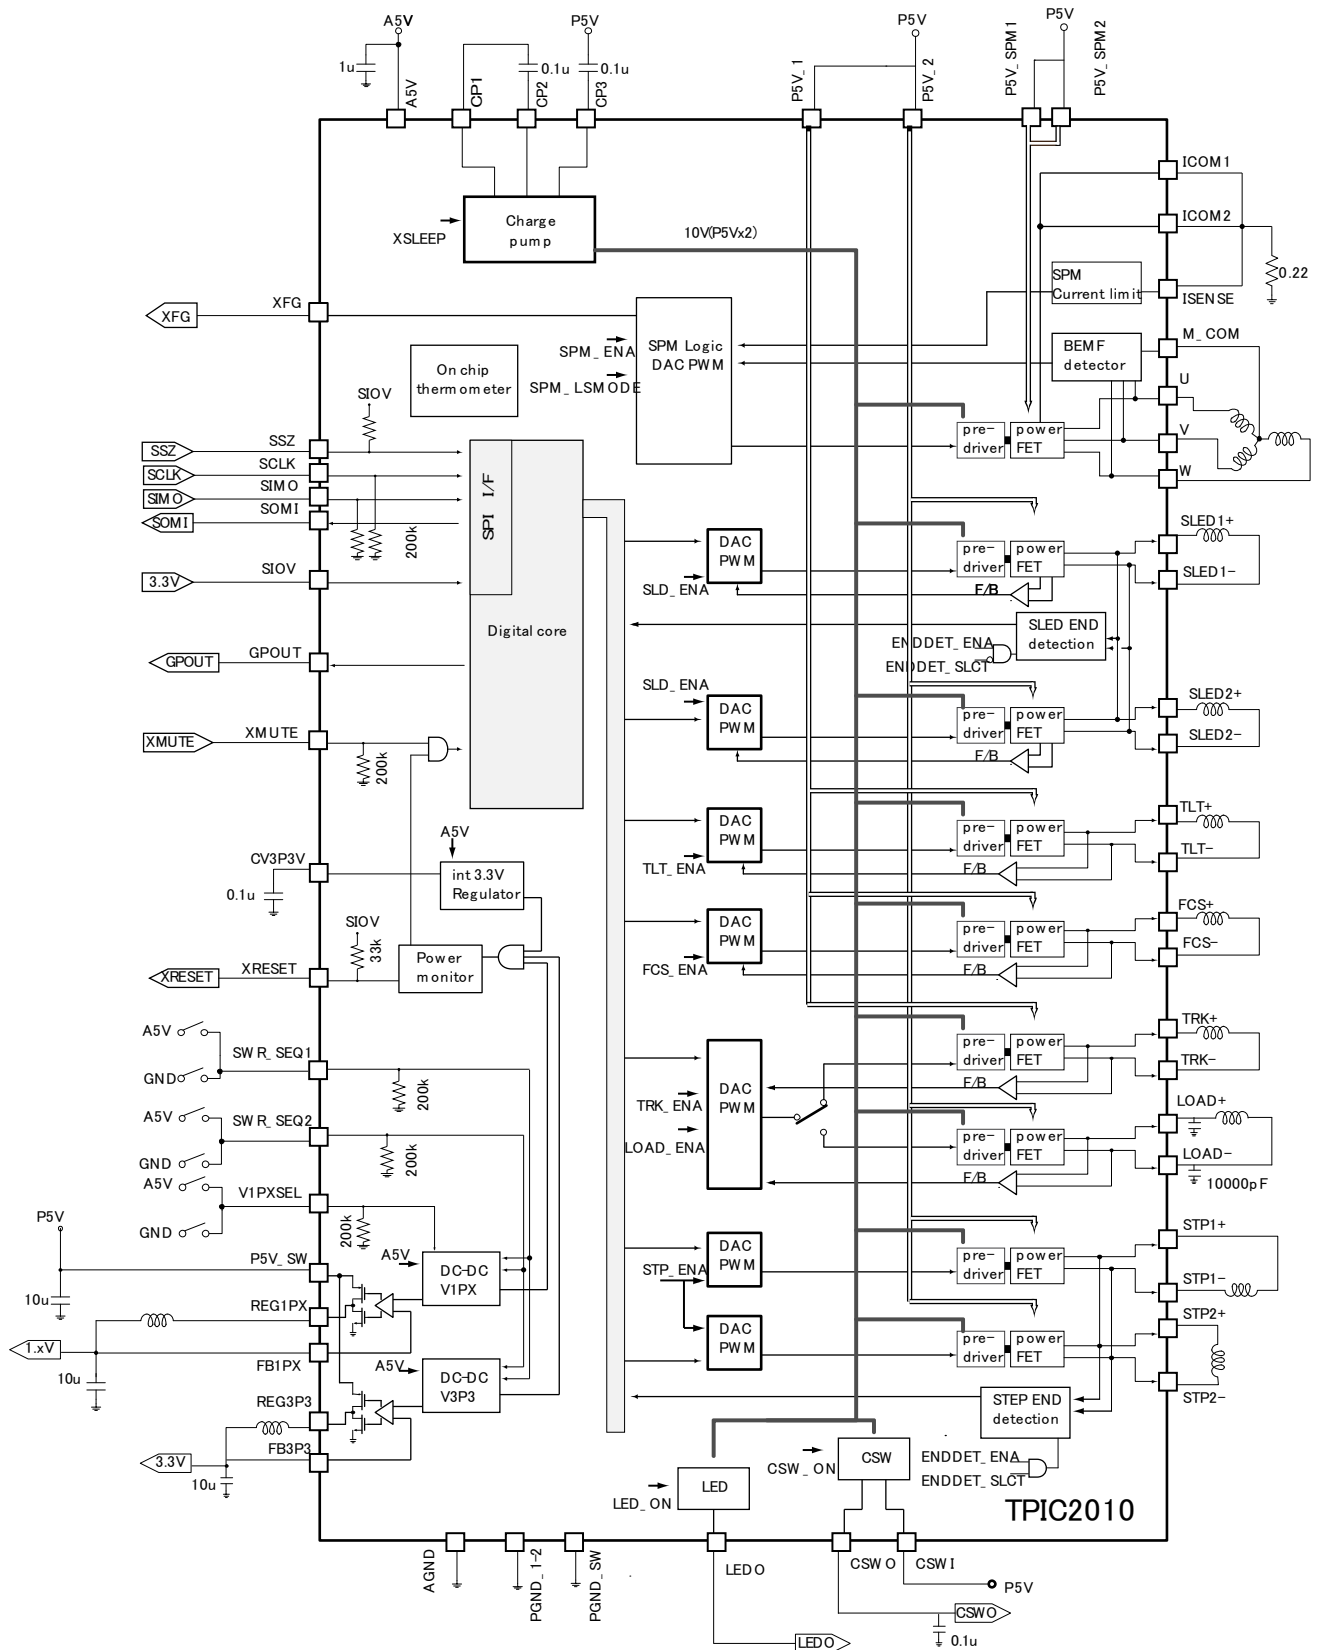 A5V
P5V
P5V
P5V
1u
0.1u
0.1u
A5V
CP1
CP2
CP3
P5V_1
P5V_2
P5V_SPM1
P5V_SPM2
ICOM1
ICOM2
Charge
pump
XSLEEP
10V(P5Vx2)
SPM
Current limit
0.22
ISENSE
XFG
XFG
SPM Logic
DAC PWM
SPM_ENA
SPM_LSMODE
BEMF
detector
M_COM
U
V
W
On chip
thermometer
SIOV
pre-
driver
power
FET
SSZ
SSZ
SCLK
SCLK
SIMO
SIMO
SOMI
SOMI
200k
SPI I/F
3.3V
SIOV
Digital core
DAC
PWM
SLD_ENA
pre-
driver
power
FET
F/B
SLED1+
SLED1-
SLED END
detection
ENDDET_ENA
ENDDET_SLCT
GPOUT
GPOUT
SLD_ENA
DAC
PWM
pre-
driver
power
FET
F/B
SLED2+
SLED2-
XMUTE
XMUTE
200k
A5V
DAC
PWM
TLT_ENA
pre-
driver
power
FET
F/B
TLT+
TLT-
CV3P3V
0.1u
int 3.3V
Regulator
SIOV
33k
DAC
PWM
FCS_ENA
pre-
driver
power
FET
F/B
FCS+
FCS-
XRESET
XRESET
Power
monitor
A5V
GND
SWR_SEQ1
200k
DAC
PWM
TRK_ENA
LOAD_ENA
pre-
driver
power
FET
F/B
TRK+
TRK-
A5V
GND
SWR_SEQ2
200k
pre-
driver
power
FET
F/B
LOAD+
LOAD-
10000pF
A5V
GND
V1PXSEL
200k
P5V
P5V_SW
10u
A5V
DC-DC
V1PX
STP_ENA
DAC
PWM
pre-
driver
power
FET
STP1+
STP1-
REG1PX
1.xV
FB1PX
10u
A5V
DC-DC
V3P3
DAC
PWM
pre-
driver
power
FET
STP2+
STP2-
REG3P3
3.3V
FB3P3
10u
STEP END
detection
ENDDET_ENA
ENDDET_SLCT
CSW_ON
CSW
LED_ON
LED
TPIC2010
AGND
PGND_1-2
PGND_SW
LEDO
CSWO
CSWI
P5V
CSWO
0.1u
LEDO